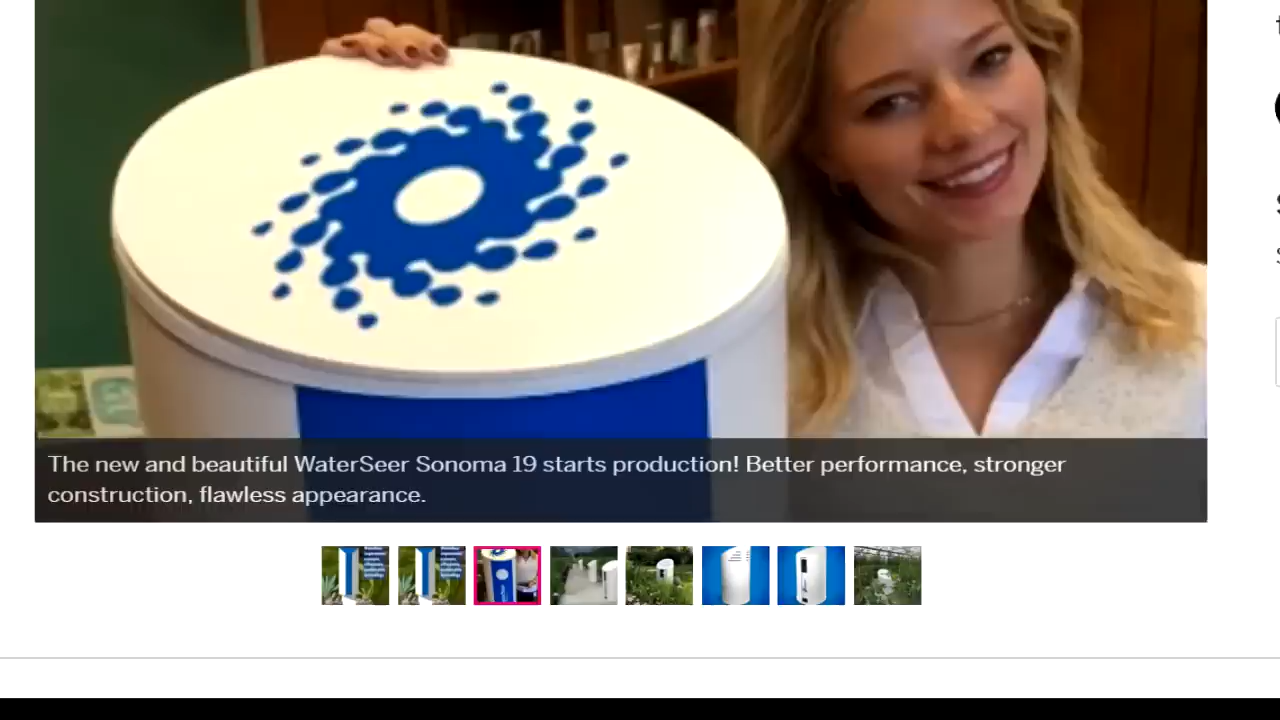 The new and beautiful WaterSeer Sonoma 19 starts production! Better performance, stronger
construction, flawless appearance.